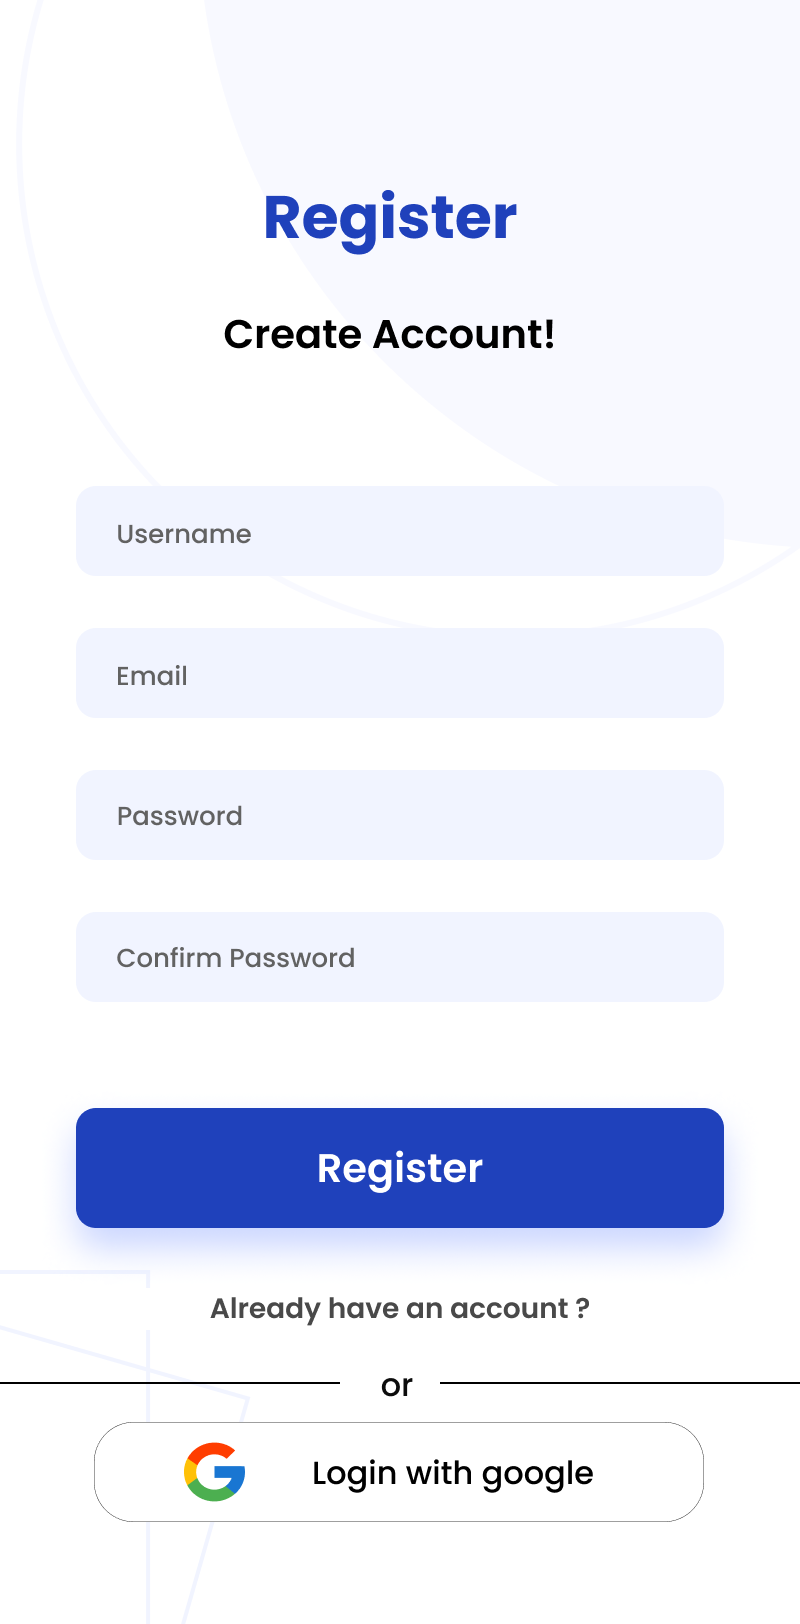 Register
Create Account!
Username
Email
Password
Confirm Password
Register
Already have an account ?
or
Login with google